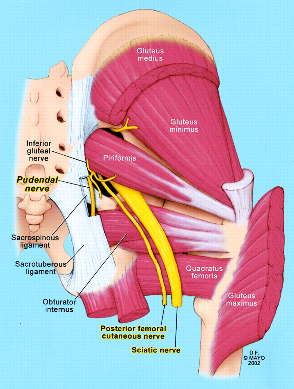 Gluteus
medius
Gluteus
minimus
Inferior
gluteal
nerve
Piriformis
Pudendal
nerve
Sacrospinous
ligament
Sacrotuberous
ligament
Quadratus
femoris
Obturator
internus
Gluteus
maximus
Posterior femoral
cutaneous nerve
Sciatic nerve
D.F.
© MAYO
2002